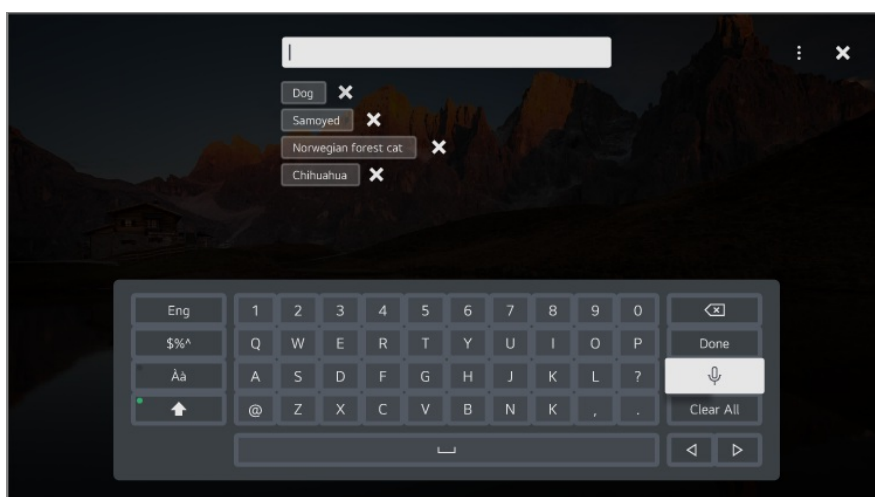 Dog
Samoyed
Norwegian forest cat
Chihuahua
Eng 1 2 3 4 5 6 7 8 9 0
$%^ Q W E R T Y U I O P Done
Àà A S D F G H J K L ?
@ Z X C V B N K , . Clear All